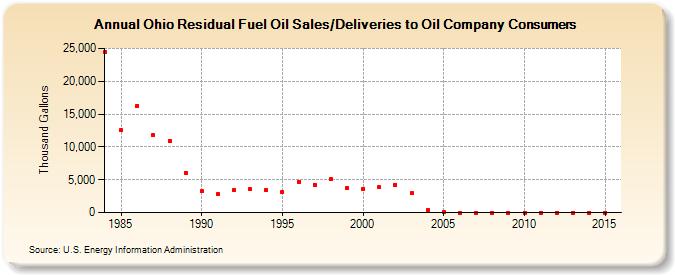 Annual Ohio Residual Fuel Oil Sales/Deliveries to Oil Company Consumers
Thousand Gallons
25,000
20,000
15,000
10,000
5,000
0
1985 1990 1995 2000 2005 2010 2015
Source: U.S. Energy Information Administration